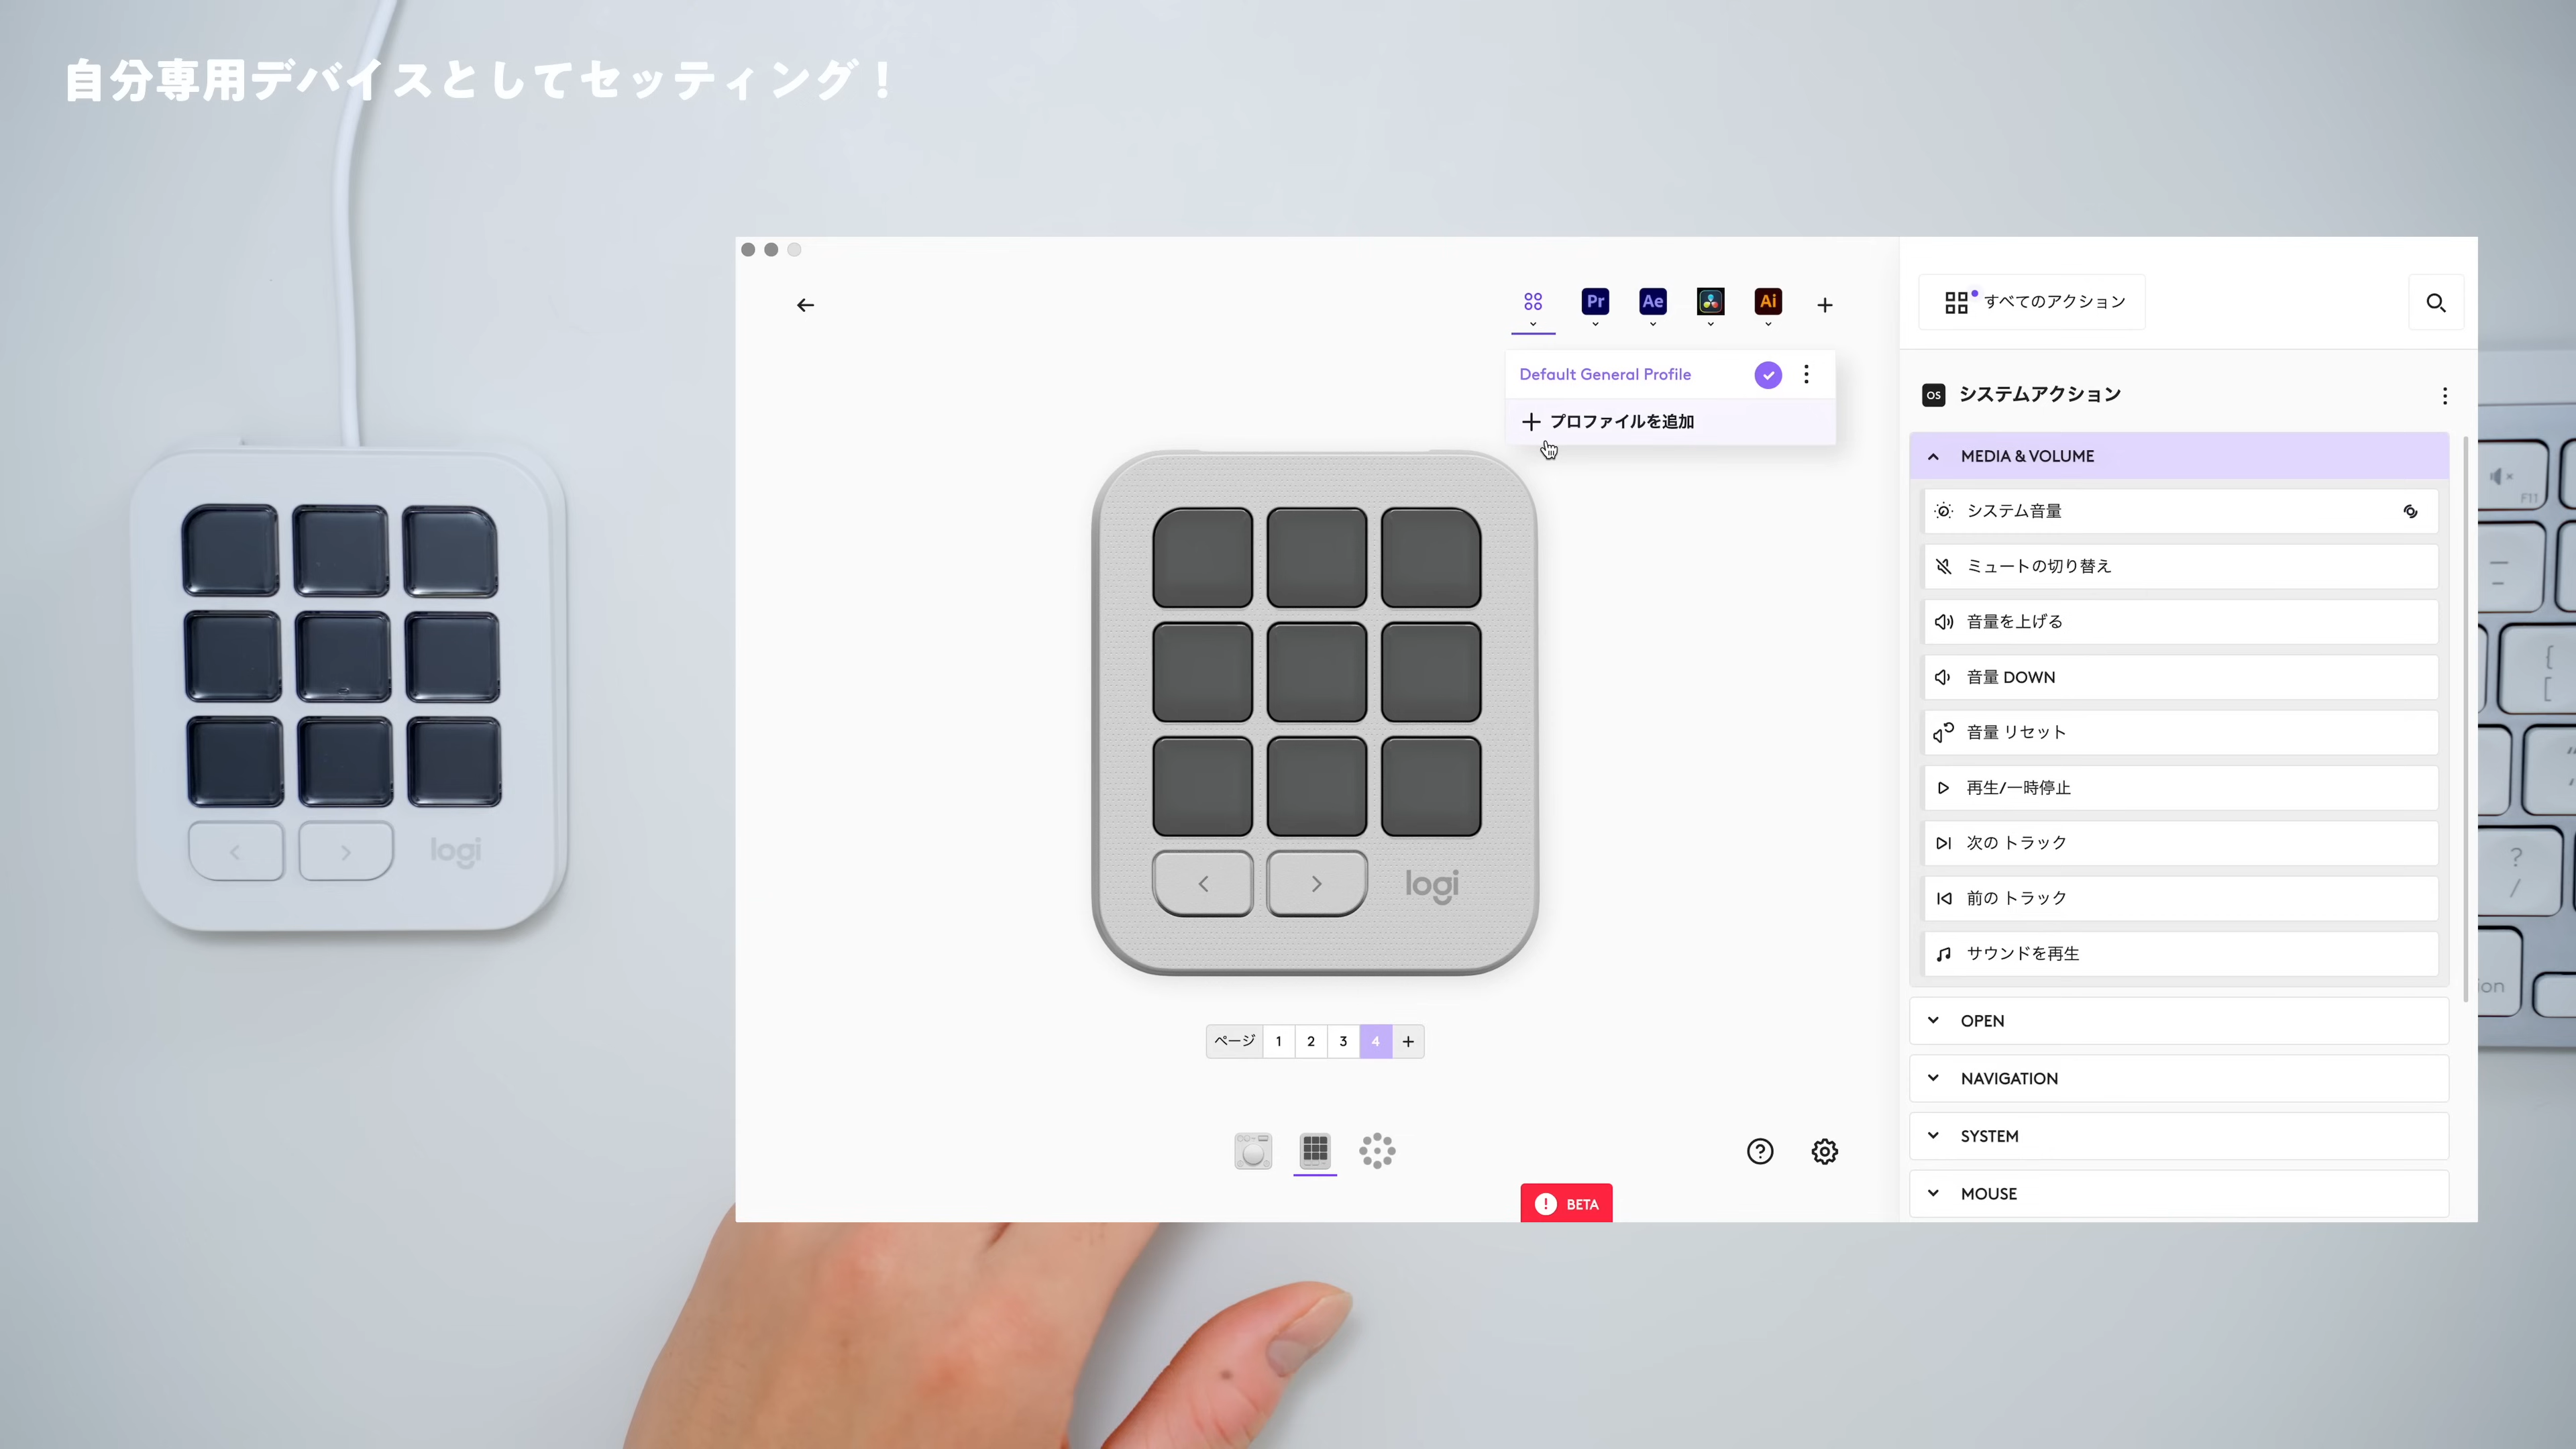 自分専用デバイスとしてセッティング！
Pr
Ae
Ai
Default General Profile
プロファイルを追加
すべてのアクション
OS システムアクション
MEDIA & VOLUME
システム音量
ミュートの切り替え
音量を上げる
音量 DOWN
音量 リセット
再生/一時停止
次の トラック
前の トラック
サウンドを再生
OPEN
NAVIGATION
SYSTEM
MOUSE
logi
ページ 1 2 3 4 +
BETA
logi
F11
{
[
?
/